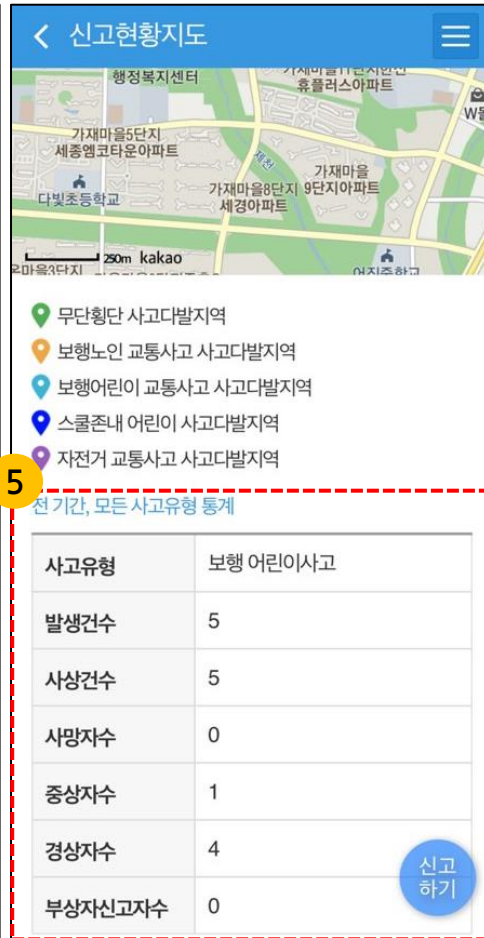 신고현황지도
행정복지센터
휴플러스아파트
가재마을5단지
세종엠코타운아파트
다빛초등학교
제천
가재마을
가재마을8단지 9단지아파트
세경아파트
250m kakao
어진중학교
무단횡단 사고다발지역
보행노인 교통사고 사고다발지역
보행어린이 교통사고 사고다발지역
스쿨존내 어린이 사고다발지역
자전거 교통사고 사고다발지역
5
전 기간, 모든 사고유형 통계
사고유형 보행 어린이사고
발생건수 5
사상건수 5
사망자수 0
중상자수 1
경상자수 4
부상자신고자수 0
신고
하기